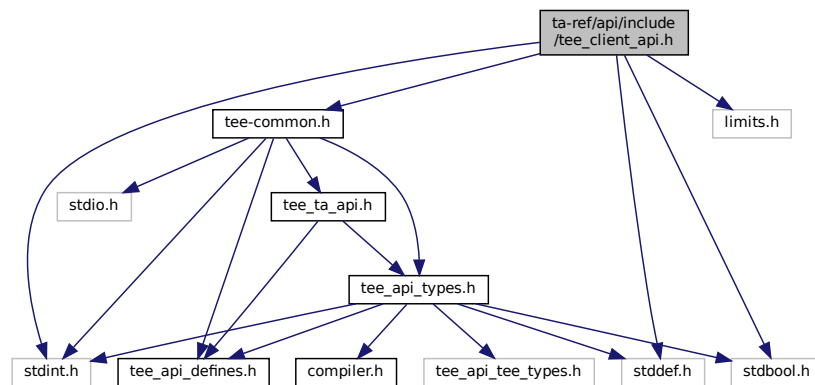 ta-ref/api/include
/tee_client_api.h
tee-common.h
limits.h
stdio.h
tee_ta_api.h
tee_api_types.h
stdint.h
tee_api_defines.h
compiler.h
tee_api_tee_types.h
stddef.h
stdbool.h